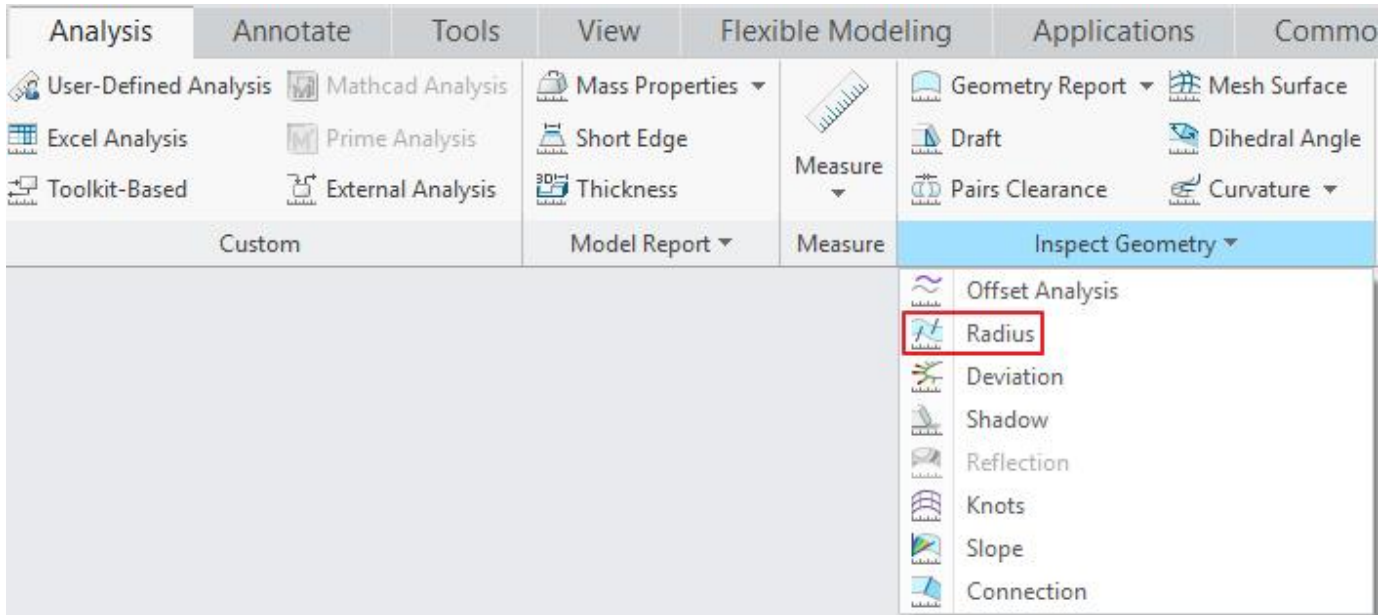 Analysis Annotate Tools View Flexible Modeling Applications Commo
User-Defined Analysis Mathcad Analysis Mass Properties Geometry Report Mesh Surface
Excel Analysis Prime Analysis Short Edge Draft Dihedral Angle
Measure
Toolkit-Based External Analysis 3D Thickness Pairs Clearance Curvature
Custom Model Report Measure Inspect Geometry
Offset Analysis
Radius
Deviation
Shadow
Reflection
Knots
Slope
Connection